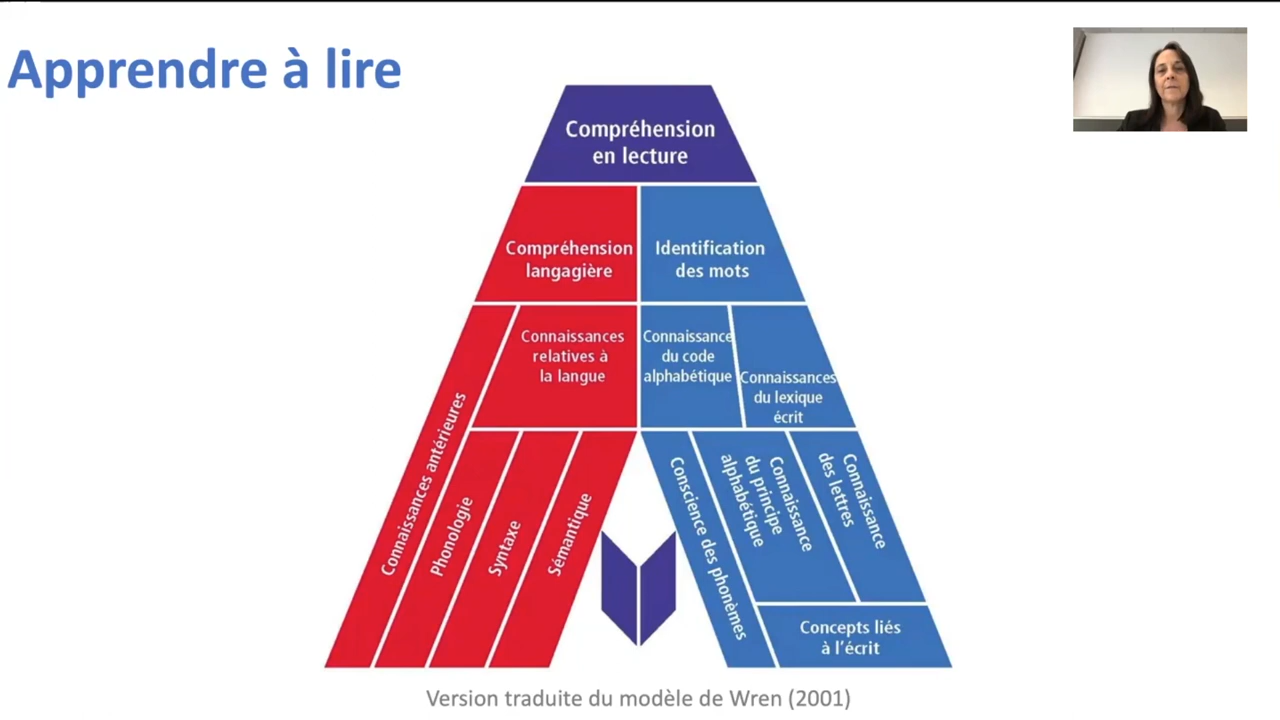 Apprendre à lire
Compréhension
en lecture
Compréhension
langagière
Identification
des mots
Connaissances antérieures
Connaissances
relatives à
la langue
Connaissance
du code
alphabétique
Connaissances
du lexique
écrit
Phonologie
Syntaxe
Sémantique
Conscience des phonèmes
Connaissance
du principe
alphabétique
Connaissance
des lettres
Concepts liés
à l'écrit
Version traduite du modèle de Wren (2001)